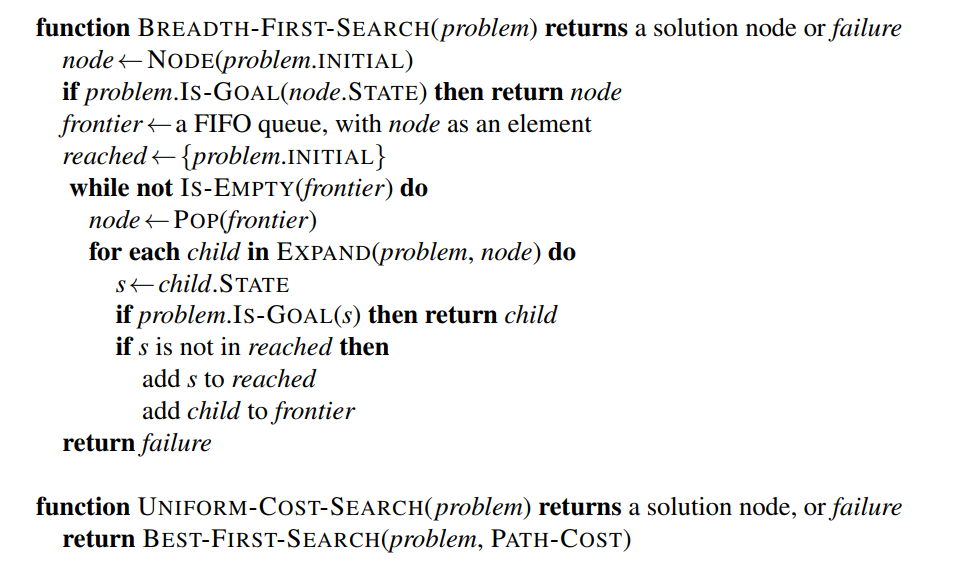 function BREADTH-FIRST-SEARCH(problem) returns a solution node or failure
node ← NODE(problem.INITIAL)
if problem.IS-GOAL(node.STATE) then return node
frontier ← a FIFO queue, with node as an element
reached ← {problem.INITIAL}
while not IS-EMPTY(frontier) do
node ← POP(frontier)
for each child in EXPAND(problem, node) do
s ← child.STATE
if problem.IS-GOAL(s) then return child
if s is not in reached then
add s to reached
add child to frontier
return failure
function UNIFORM-COST-SEARCH(problem) returns a solution node, or failure
return BEST-FIRST-SEARCH(problem, PATH-COST)